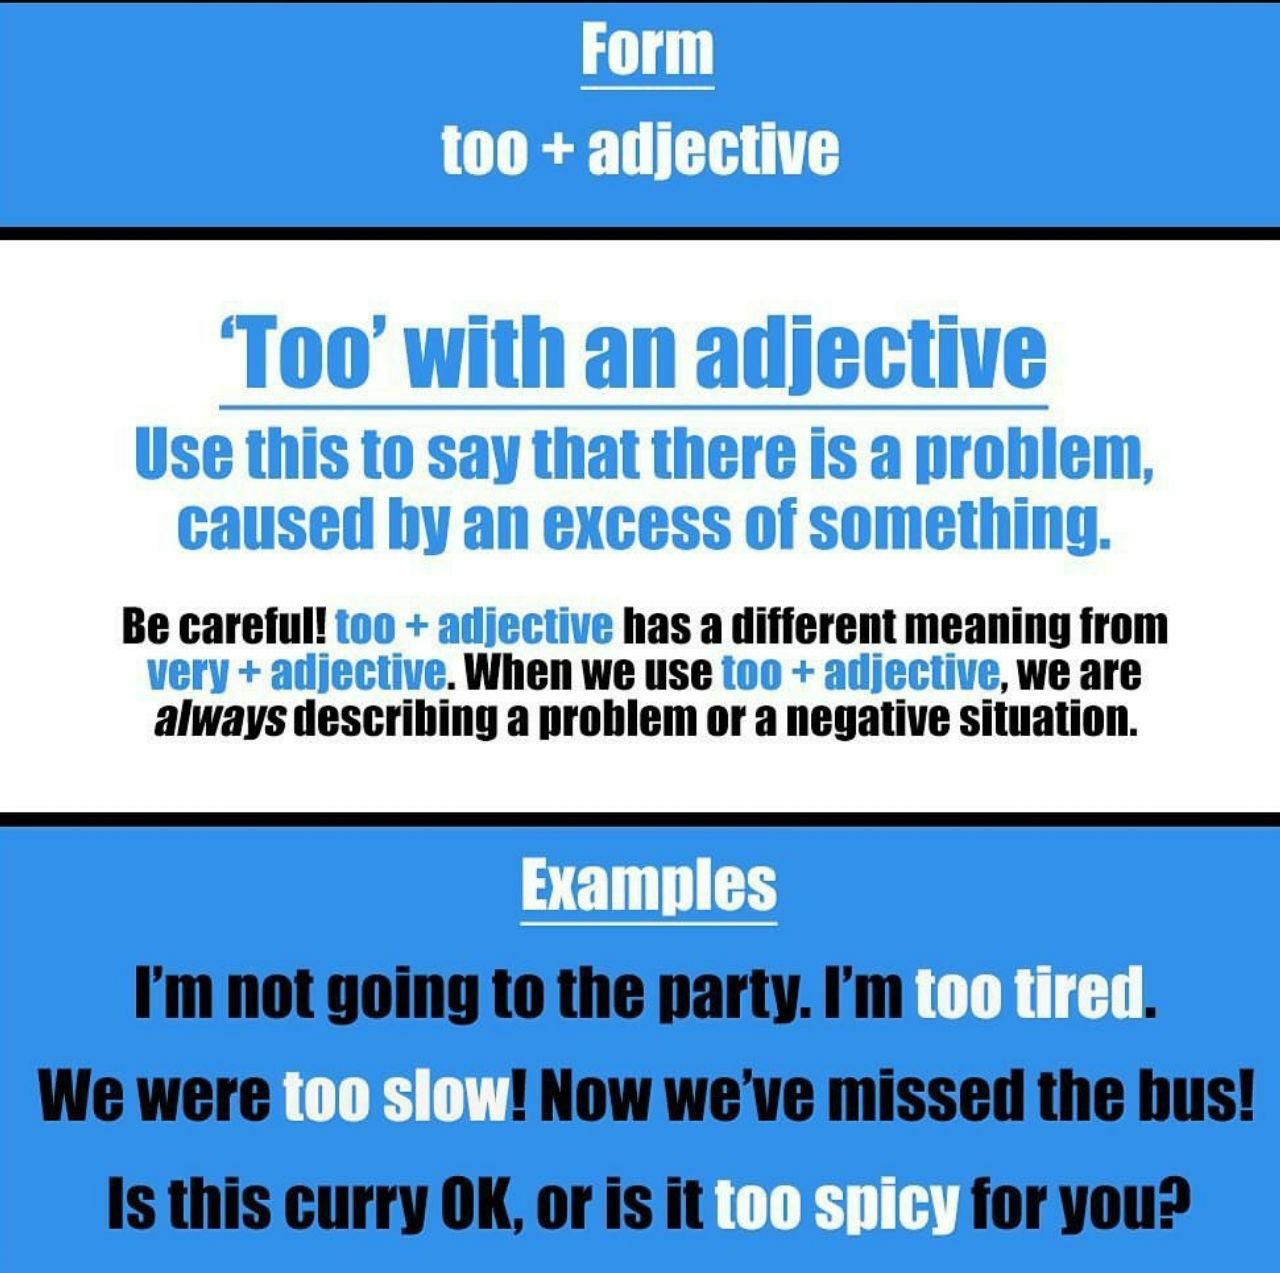 Form
too + adjective
‘Too’ with an adjective
Use this to say that there is a problem,
caused by an excess of something.
Be careful! too + adjective has a different meaning from
very + adjective. When we use too + adjective, we are
always describing a problem or a negative situation.
Examples
I’m not going to the party. I’m too tired.
We were too slow! Now we’ve missed the bus!
Is this curry OK, or is it too spicy for you?